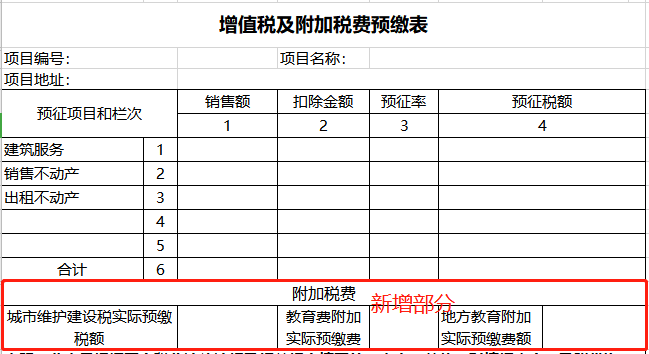 增值税及附加税费预缴表
项目编号： 项目名称：
项目地址：
预征项目和栏次 销售额 扣除金额 预征率 预征税额
1 2 3 4
建筑服务 1
销售不动产 2
出租不动产 3
4
5
合计 6
附加税费
新增部分
城市维护建设税实际预缴税额 教育费附加实际预缴费 地方教育附加实际预缴费额